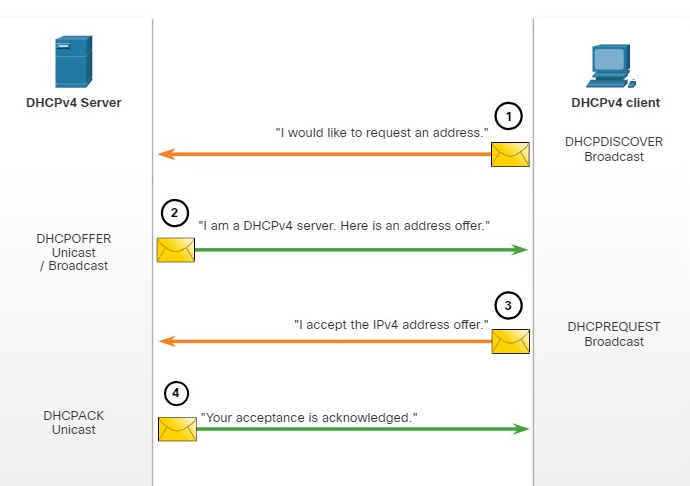 DHCPv4 Server
DHCPv4 client
1
"I would like to request an address."
DHCPDISCOVER
Broadcast
2
"I am a DHCPv4 server. Here is an address offer."
DHCPOFFER
Unicast
/ Broadcast
3
"I accept the IPv4 address offer."
DHCPREQUEST
Broadcast
4
"Your acceptance is acknowledged."
DHCPACK
Unicast